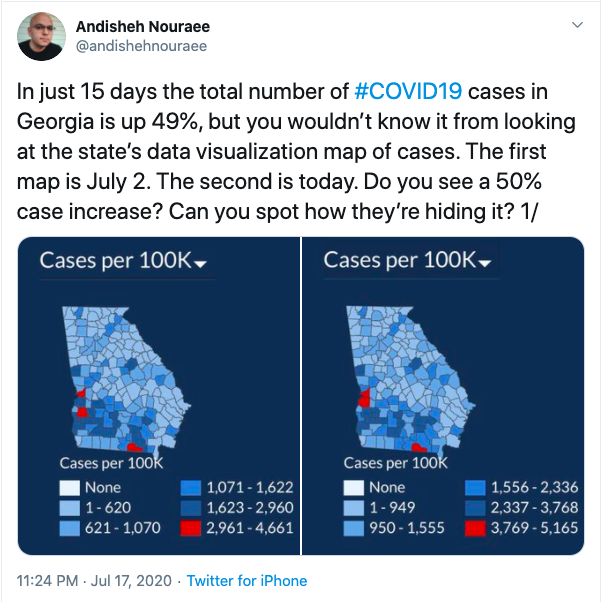 Andisheh Nouraee
@andishehnouraee
In just 15 days the total number of #COVID19 cases in
Georgia is up 49%, but you wouldn’t know it from looking
at the state’s data visualization map of cases. The first
map is July 2. The second is today. Do you see a 50%
case increase? Can you spot how they’re hiding it? 1/
Cases per 100K
Cases per 100K
None
1 - 620
621 - 1,070
1,071 - 1,622
1,623 - 2,960
2,961 - 4,661
Cases per 100K
Cases per 100K
None
1 - 949
950 - 1,555
1,556 - 2,336
2,337 - 3,768
3,769 - 5,165
11:24 PM · Jul 17, 2020 · Twitter for iPhone